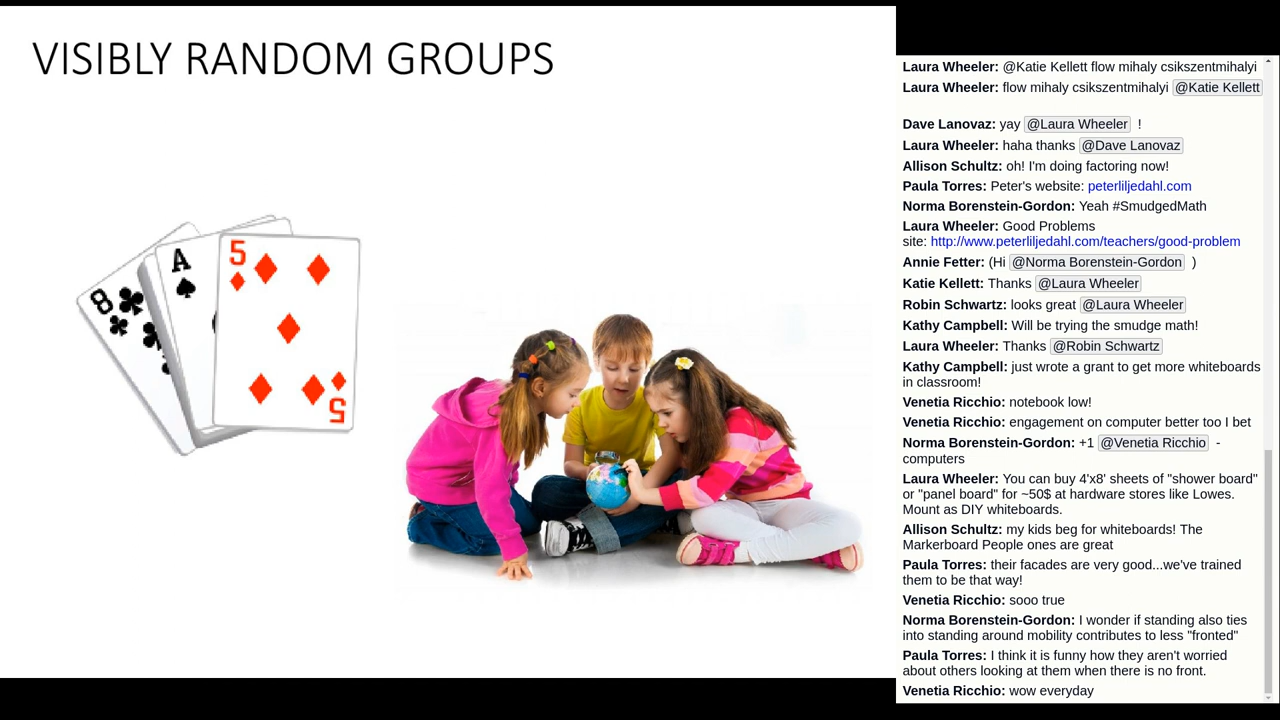 VISIBLY RANDOM GROUPS
8
A
5
5
Laura Wheeler: @Katie Kellett flow mihaly csikszentmihalyi
Laura Wheeler: flow mihaly csikszentmihalyi @Katie Kellett
Dave Lanovaz: yay @Laura Wheeler !
Laura Wheeler: haha thanks @Dave Lanovaz
Allison Schultz: oh! I'm doing factoring now!
Paula Torres: Peter's website: peterliljedahl.com
Norma Borenstein-Gordon: Yeah #SmudgedMath
Laura Wheeler: Good Problems
site: http://www.peterliljedahl.com/teachers/good-problem
Annie Fetter: (Hi @Norma Borenstein-Gordon )
Katie Kellett: Thanks @Laura Wheeler
Robin Schwartz: looks great @Laura Wheeler
Kathy Campbell: Will be trying the smudge math!
Laura Wheeler: Thanks @Robin Schwartz
Kathy Campbell: just wrote a grant to get more whiteboards
in classroom!
Venetia Ricchio: notebook low!
Venetia Ricchio: engagement on computer better too I bet
Norma Borenstein-Gordon: +1 @Venetia Ricchio -
computers
Laura Wheeler: You can buy 4'x8' sheets of "shower board"
or "panel board" for ~50$ at hardware stores like Lowes.
Mount as DIY whiteboards.
Allison Schultz: my kids beg for whiteboards! The
Markerboard People ones are great
Paula Torres: their facades are very good...we've trained
them to be that way!
Venetia Ricchio: sooo true
Norma Borenstein-Gordon: I wonder if standing also ties
into standing around mobility contributes to less "fronted"
Paula Torres: I think it is funny how they aren't worried
about others looking at them when there is no front.
Venetia Ricchio: wow everyday